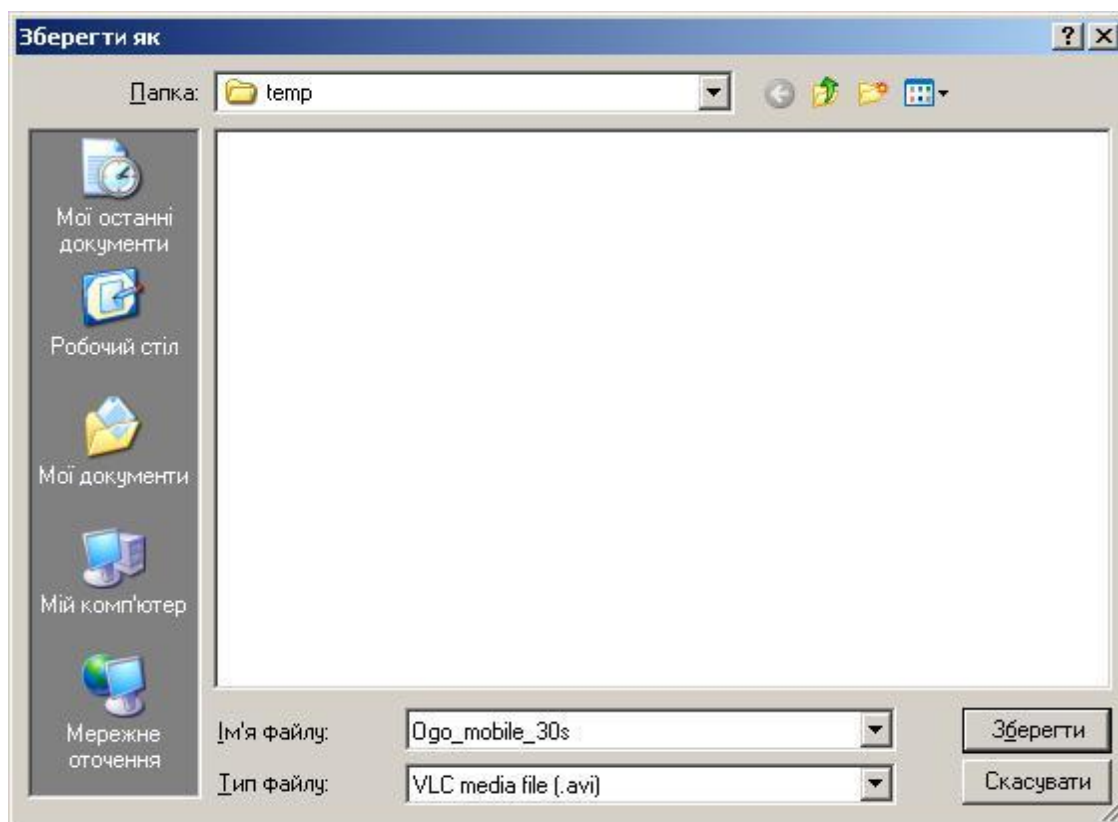 Зберегти як
Папка:
temp
Мої останні
документи
Робочий стіл
Мої документи
Мій комп'ютер
Мережне
оточення
Ім'я файлу:
Ogo_mobile_30s
Зберегти
Тип файлу:
VLC media file (.avi)
Скасувати